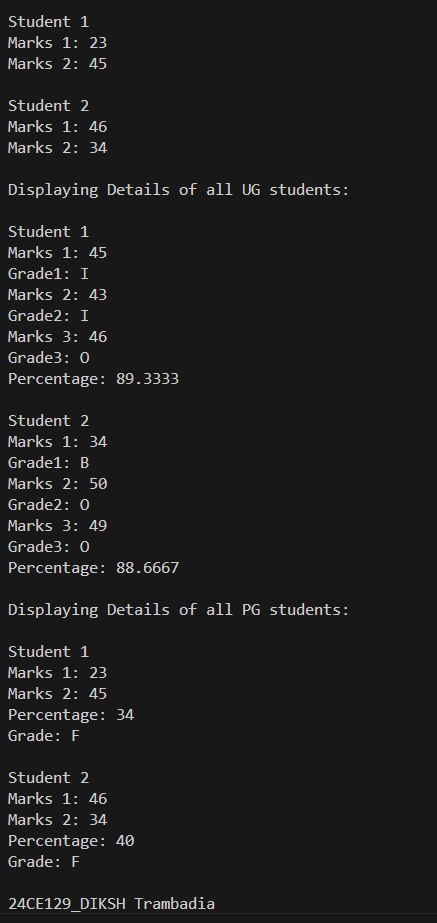 Student 1
Marks 1: 23
Marks 2: 45
Student 2
Marks 1: 46
Marks 2: 34
Displaying Details of all UG students:
Student 1
Marks 1: 45
Grade1: I
Marks 2: 43
Grade2: I
Marks 3: 46
Grade3: O
Percentage: 89.3333
Student 2
Marks 1: 34
Grade1: B
Marks 2: 50
Grade2: O
Marks 3: 49
Grade3: O
Percentage: 88.6667
Displaying Details of all PG students:
Student 1
Marks 1: 23
Marks 2: 45
Percentage: 34
Grade: F
Student 2
Marks 1: 46
Marks 2: 34
Percentage: 40
Grade: F
24CE129_DIKSH Trambadia